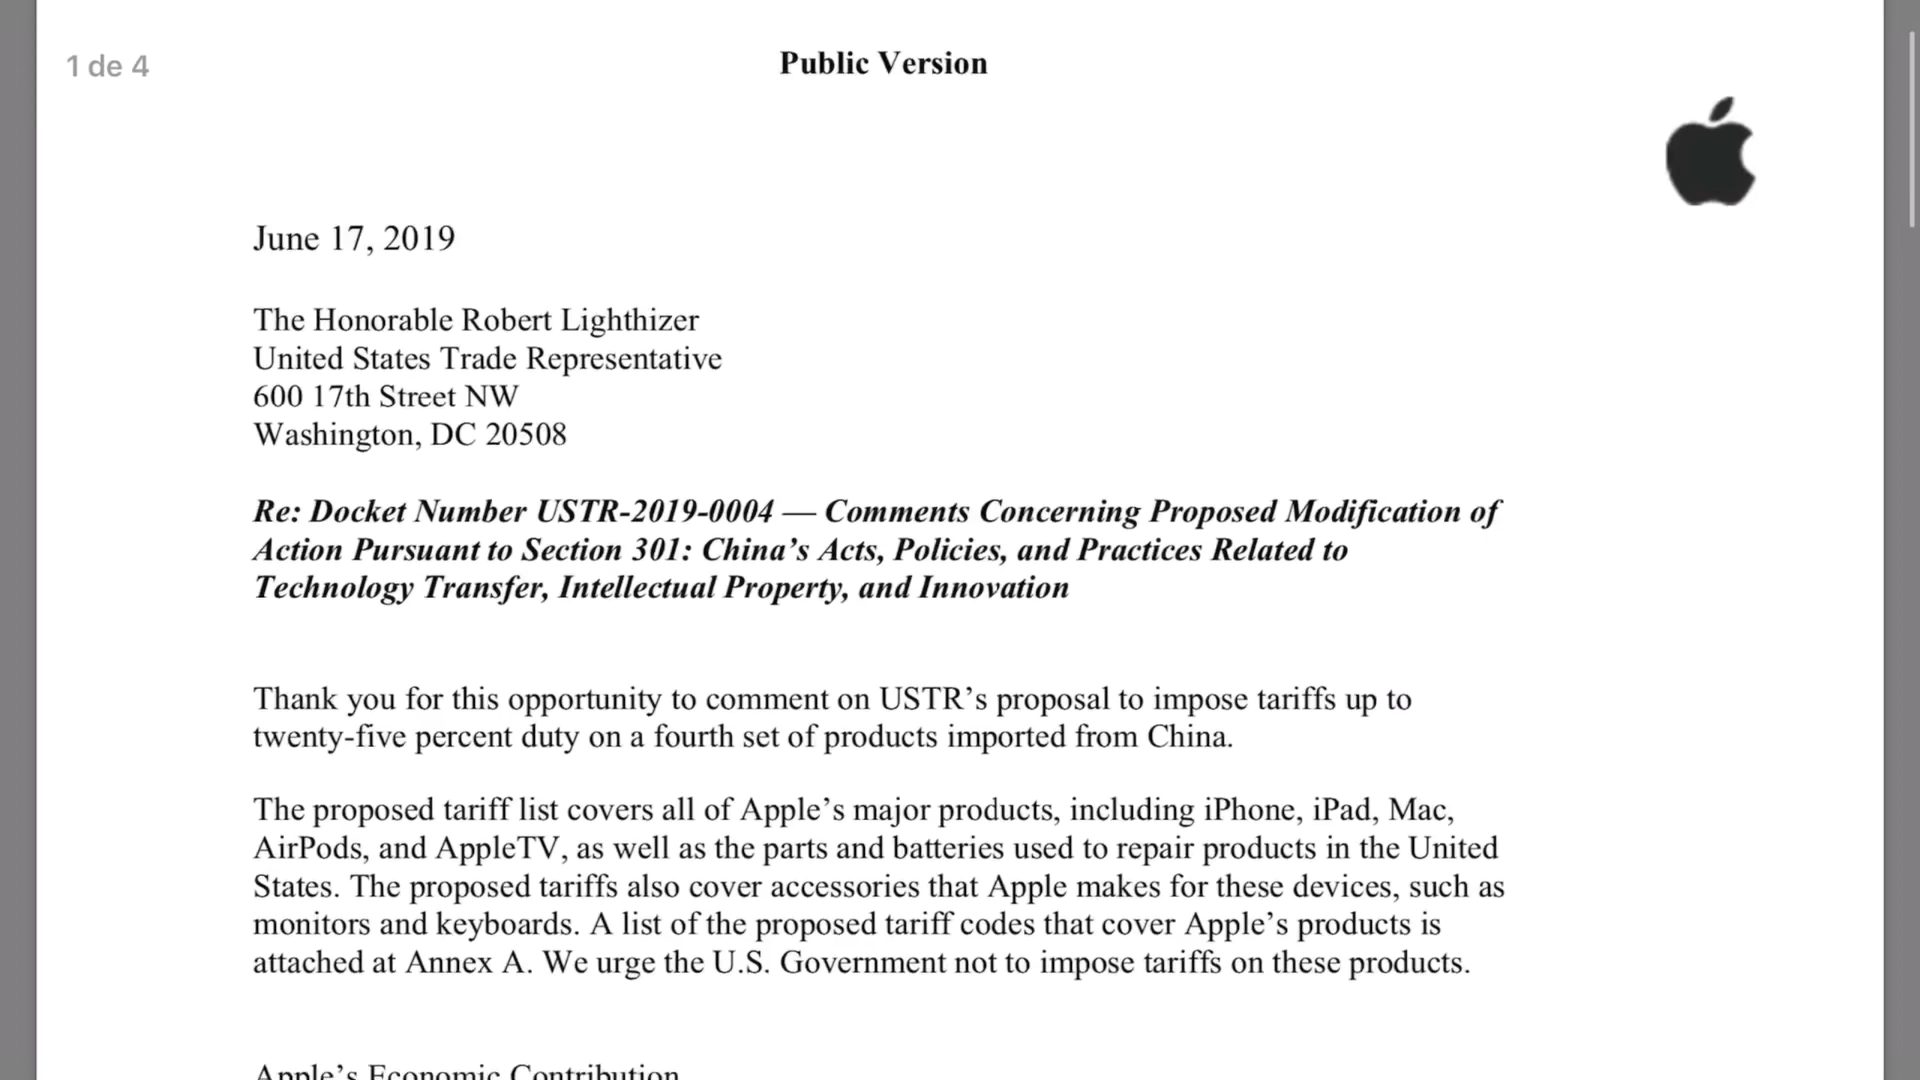 1 de 4
Public Version
June 17, 2019
The Honorable Robert Lighthizer
United States Trade Representative
600 17th Street NW
Washington, DC 20508
Re: Docket Number USTR-2019-0004 — Comments Concerning Proposed Modification of
Action Pursuant to Section 301: China’s Acts, Policies, and Practices Related to
Technology Transfer, Intellectual Property, and Innovation
Thank you for this opportunity to comment on USTR’s proposal to impose tariffs up to
twenty-five percent duty on a fourth set of products imported from China.
The proposed tariff list covers all of Apple’s major products, including iPhone, iPad, Mac,
AirPods, and AppleTV, as well as the parts and batteries used to repair products in the United
States. The proposed tariffs also cover accessories that Apple makes for these devices, such as
monitors and keyboards. A list of the proposed tariff codes that cover Apple’s products is
attached at Annex A. We urge the U.S. Government not to impose tariffs on these products.
Apple’s Economic Contribution